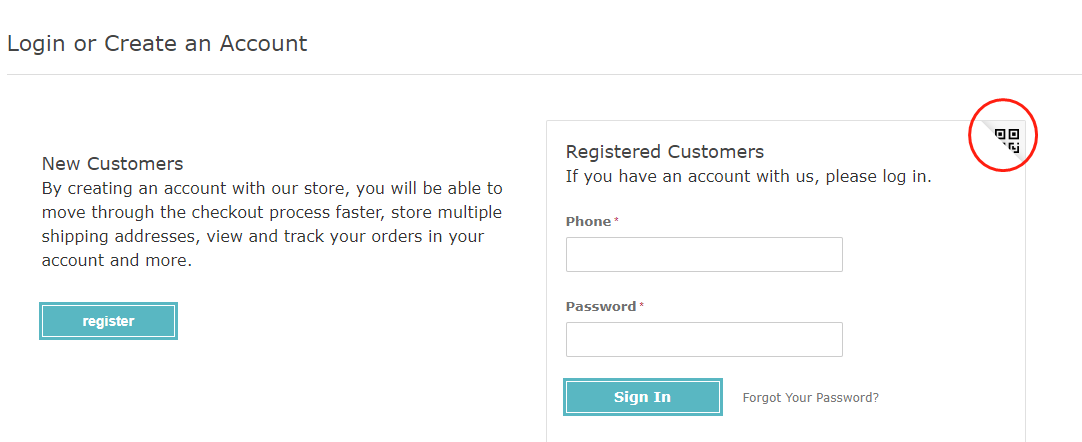 Login or Create an Account
New Customers
By creating an account with our store, you will be able to
move through the checkout process faster, store multiple
shipping addresses, view and track your orders in your
account and more.
register
Registered Customers
If you have an account with us, please log in.
Phone *
Password *
Sign In
Forgot Your Password?